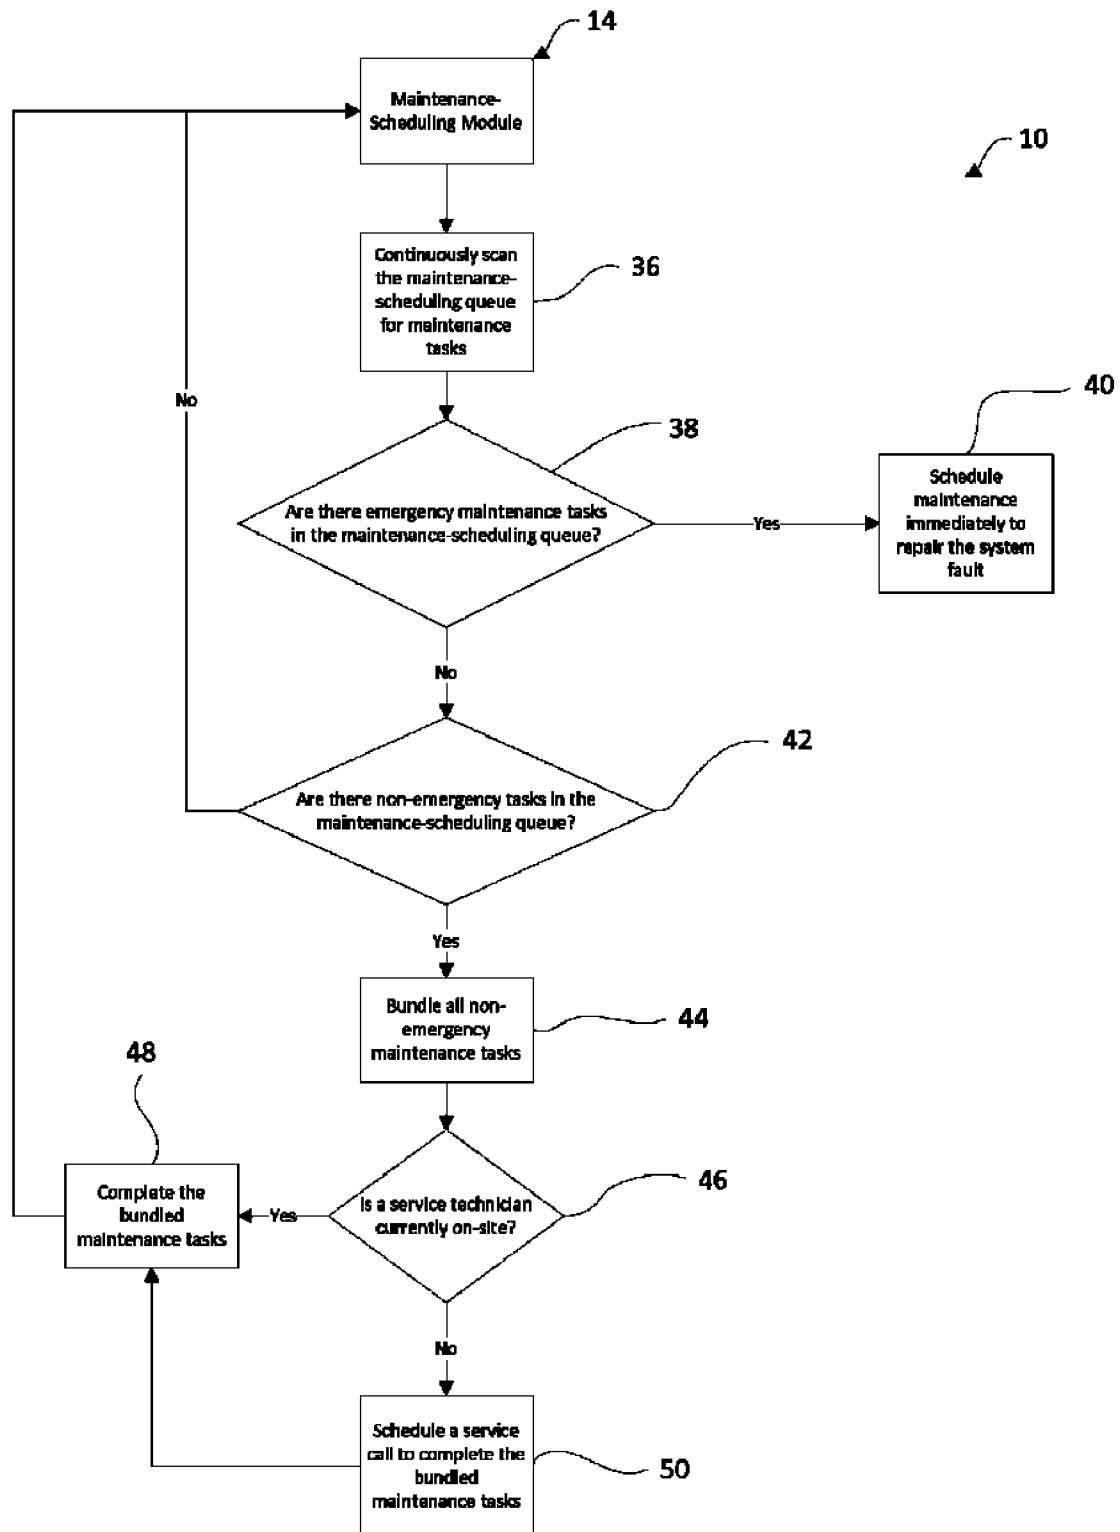 14
Maintenance-
Scheduling Module
10
Continuously scan
the maintenance-
scheduling queue
for maintenance
tasks
36
No
38
40
Are there emergency maintenance tasks
in the maintenance-scheduling queue?
Yes
Schedule
maintenance
immediately to
repair the system
fault
No
42
Are there non-emergency tasks in the
maintenance-scheduling queue?
Yes
Bundle all non-
emergency
maintenance tasks
44
48
Complete the
bundled
maintenance tasks
Yes
Is a service technician
currently on-site?
46
No
Schedule a service
call to complete the
bundled
maintenance tasks
50